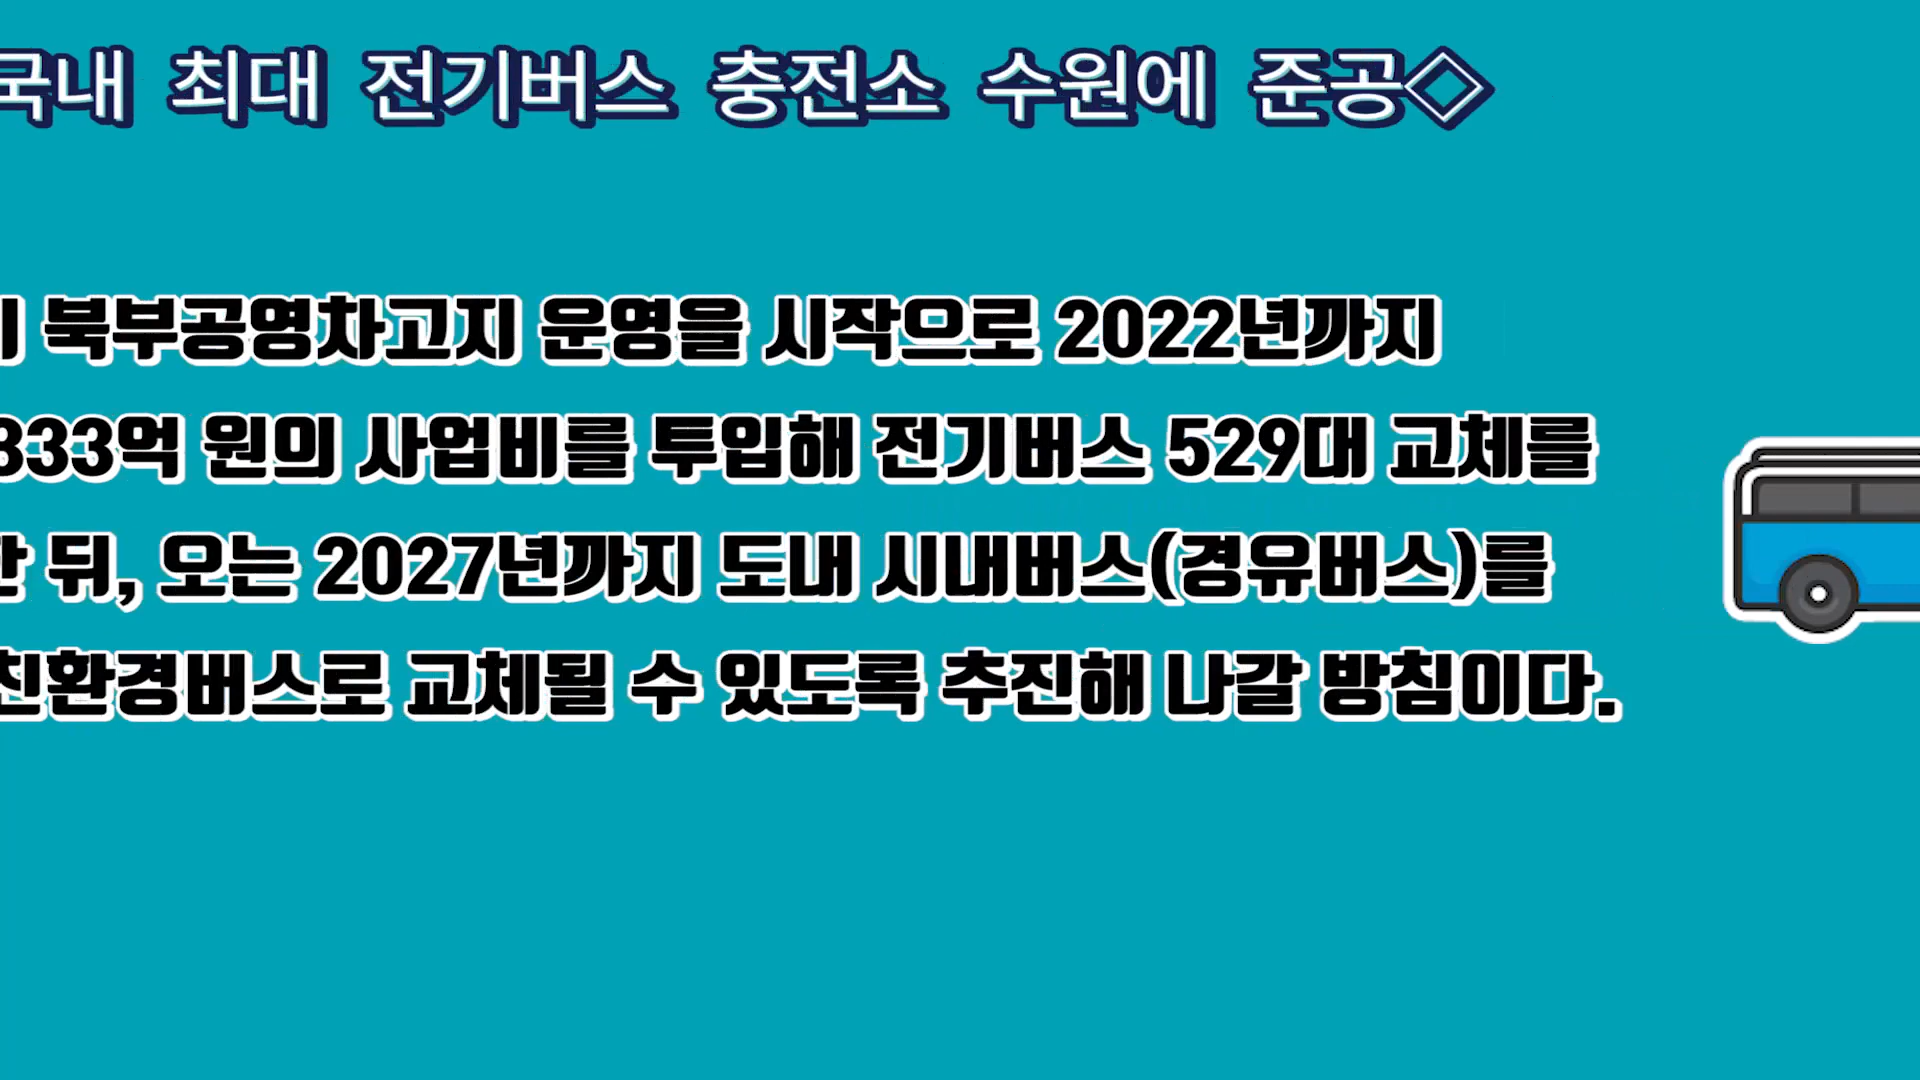 국내 최대 전기버스 충전소 수원에 준공◇
북부공영차고지 운영을 시작으로 2022년까지
333억 원의 사업비를 투입해 전기버스 529대 교체를
뒤, 오는 2027년까지 도내 시내버스(경유버스)를
친환경버스로 교체될 수 있도록 추진해 나갈 방침이다.